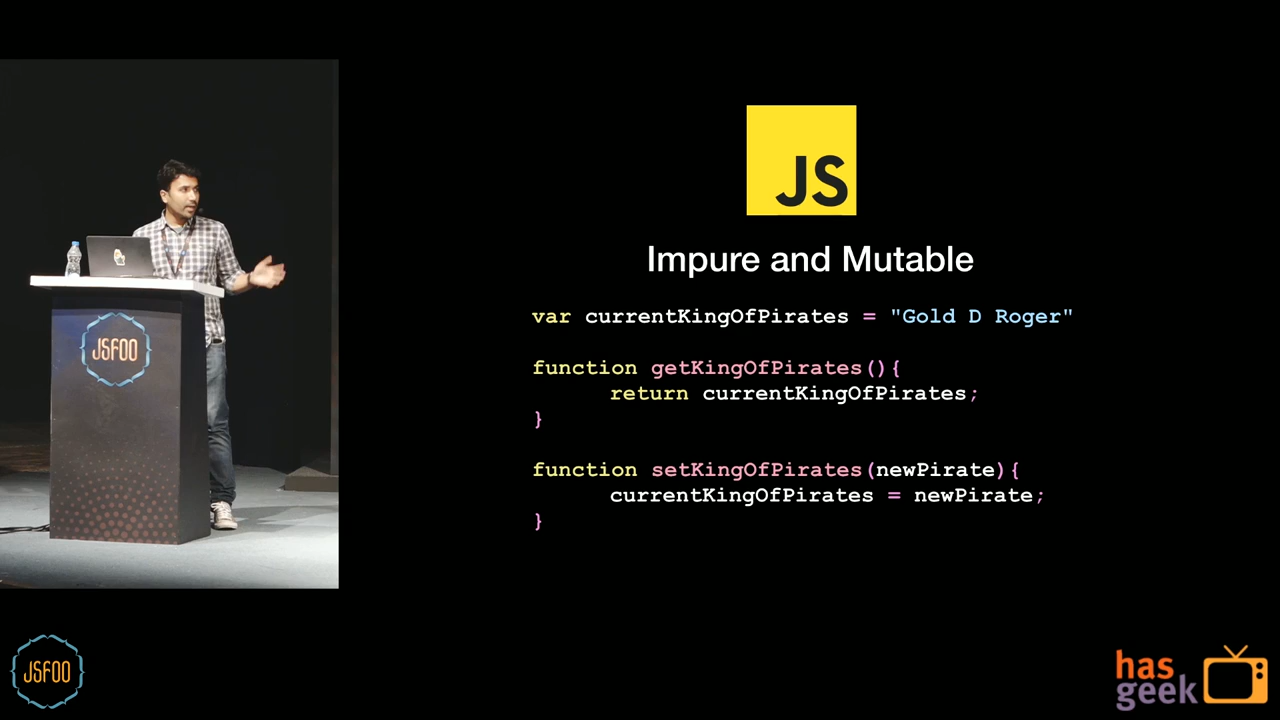 JS
Impure and Mutable
var currentKingOfPirates = "Gold D Roger"
function getKingOfPirates(){
return currentKingOfPirates;
}
function setKingOfPirates(newPirate){
currentKingOfPirates = newPirate;
}
JSFOO
JSFOO
has
geek